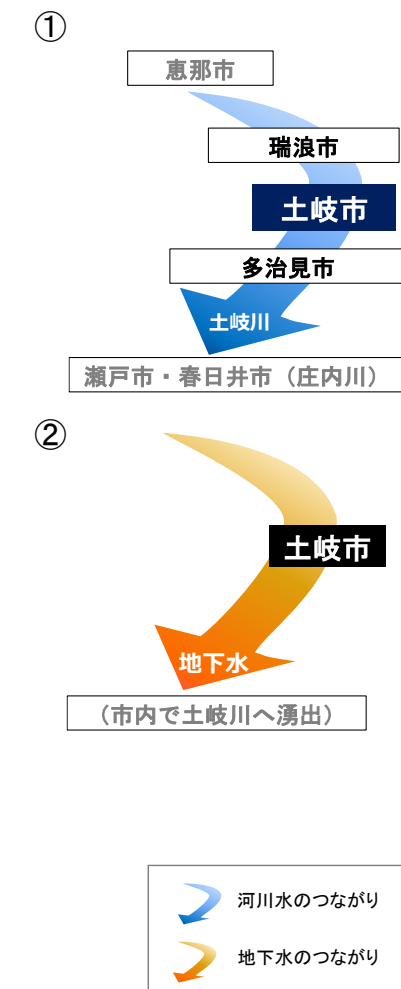 ①
恵那市
瑞浪市
土岐市
多治見市
土岐川
瀬戸市・春日井市（庄内川）
②
土岐市
地下水
（市内で土岐川へ湧出）
河川水のつながり
地下水のつながり